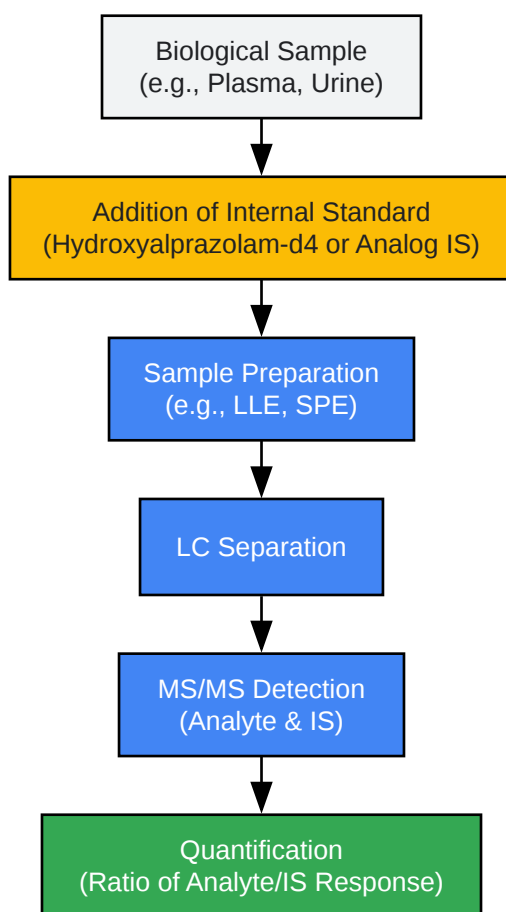 Biological Sample
(e.g., Plasma, Urine)
Addition of Internal Standard
(Hydroxyalprazolam-d4 or Analog IS)
Sample Preparation
(e.g., LLE, SPE)
LC Separation
MS/MS Detection
(Analyte & IS)
Quantification
(Ratio of Analyte/IS Response)